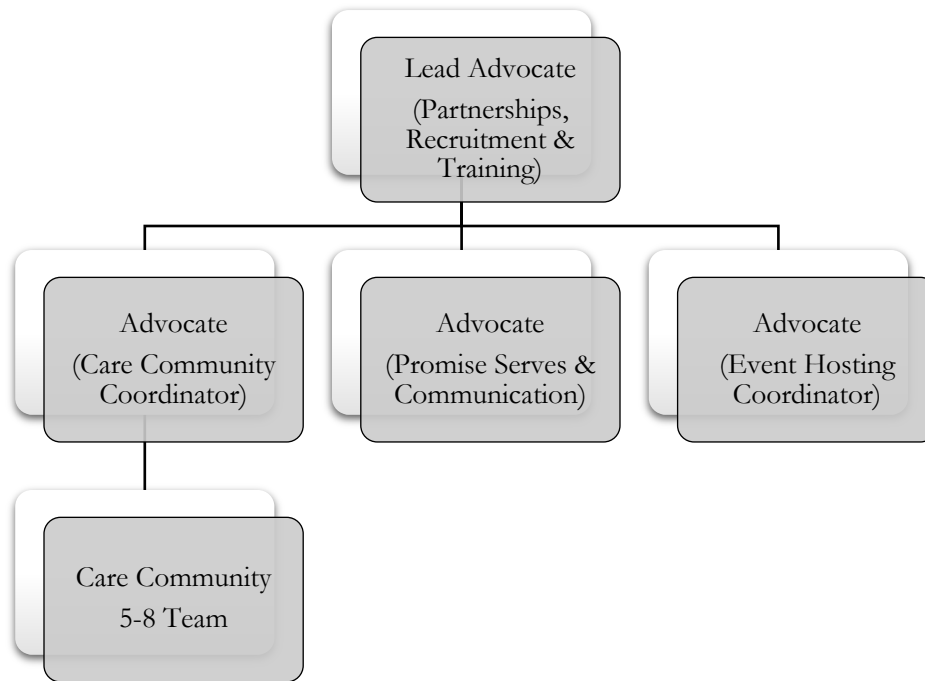 Lead Advocate
(Partnerships,
Recruitment &
Training)
Advocate
(Care Community
Coordinator)
Advocate
(Promise Serves &
Communication)
Advocate
(Event Hosting
Coordinator)
Care Community
5-8 Team